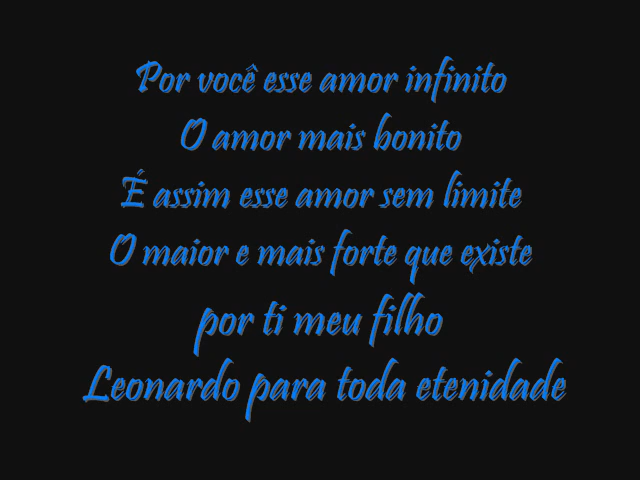 Por você esse amor infinito
O amor mais bonito
É assim esse amor sem limite
O maior e mais forte que existe
por ti meu filho
Leonardo para toda etenidade